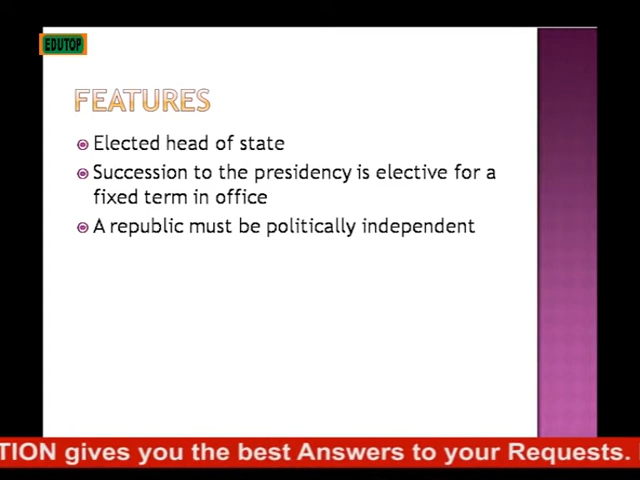 EDUTOP
FEATURES
Elected head of state
Succession to the presidency is elective for a
fixed term in office
A republic must be politically independent
TION gives you the best Answers to your Requests.